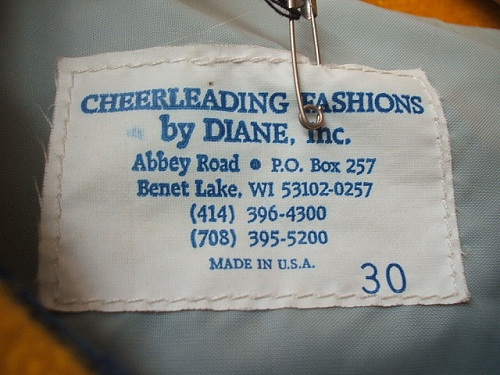 CHEERLEADING FASHIONS
by DIANE, Inc.
Abbey Road • P.O. Box 257
Benet Lake, WI 53102-0257
(414) 396-4300
(708) 395-5200
MADE IN U.S.A.
30